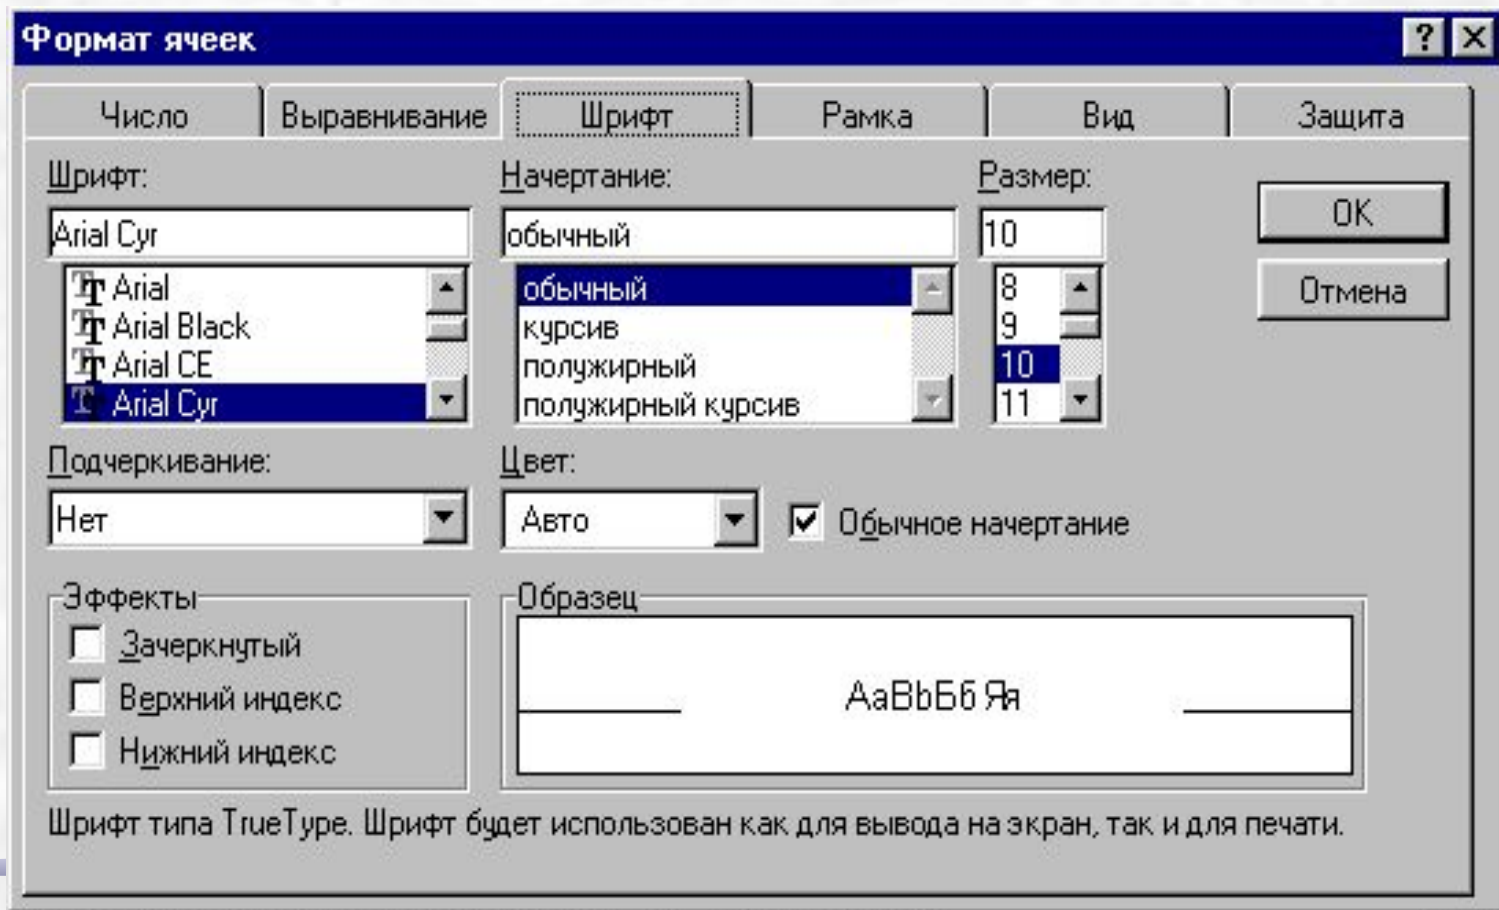 Формат ячеек
Число Выравнивание Шрифт Рамка Вид Защита
Шрифт: Начертание: Размер:
Arial Cyr обычный 10 OK
Arial обычный 8 Отмена
Arial Black курсив 9
Arial CE полужирный 10
Arial Cyr полужирный курсив 11
Подчеркивание: Цвет:
Нет Авто Обычное начертание
Эффекты Образец
Зачеркнутый
Верхний индекс АаВbБб Яя
Нижний индекс
Шрифт типа TrueType. Шрифт будет использован как для вывода на экран, так и для печати.